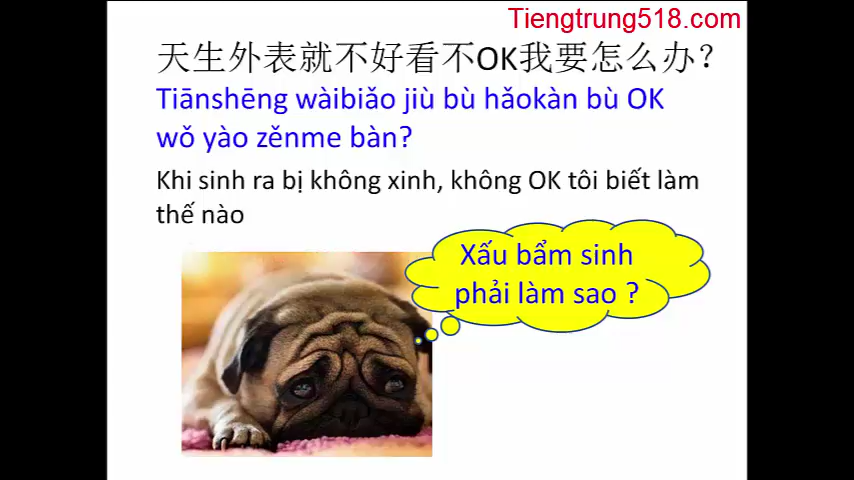 Tiengtrung518.com
天生外表就不好看不OK我要怎么办？
Tiānshēng wàibiǎo jiù bù hǎokàn bù OK
wǒ yào zěnme bàn?
Khi sinh ra bị không xinh, không OK tôi biết làm
thế nào
Xấu bẩm sinh
phải làm sao ?